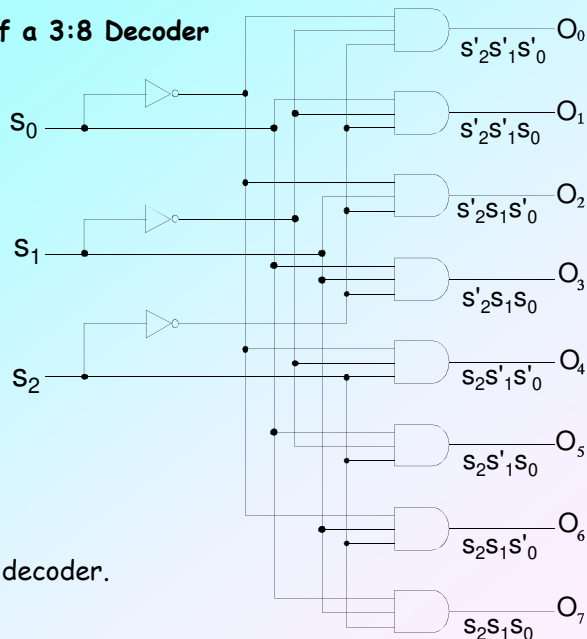 f a 3:8 Decoder
O₀
s'₂s'₁s'₀
s₀
O₁
s'₂s'₁s₀
O₂
s'₂s₁s'₀
s₁
O₃
s'₂s₁s₀
s₂
O₄
s₂s'₁s'₀
O₅
s₂s'₁s₀
O₆
s₂s₁s'₀
decoder.
O₇
s₂s₁s₀